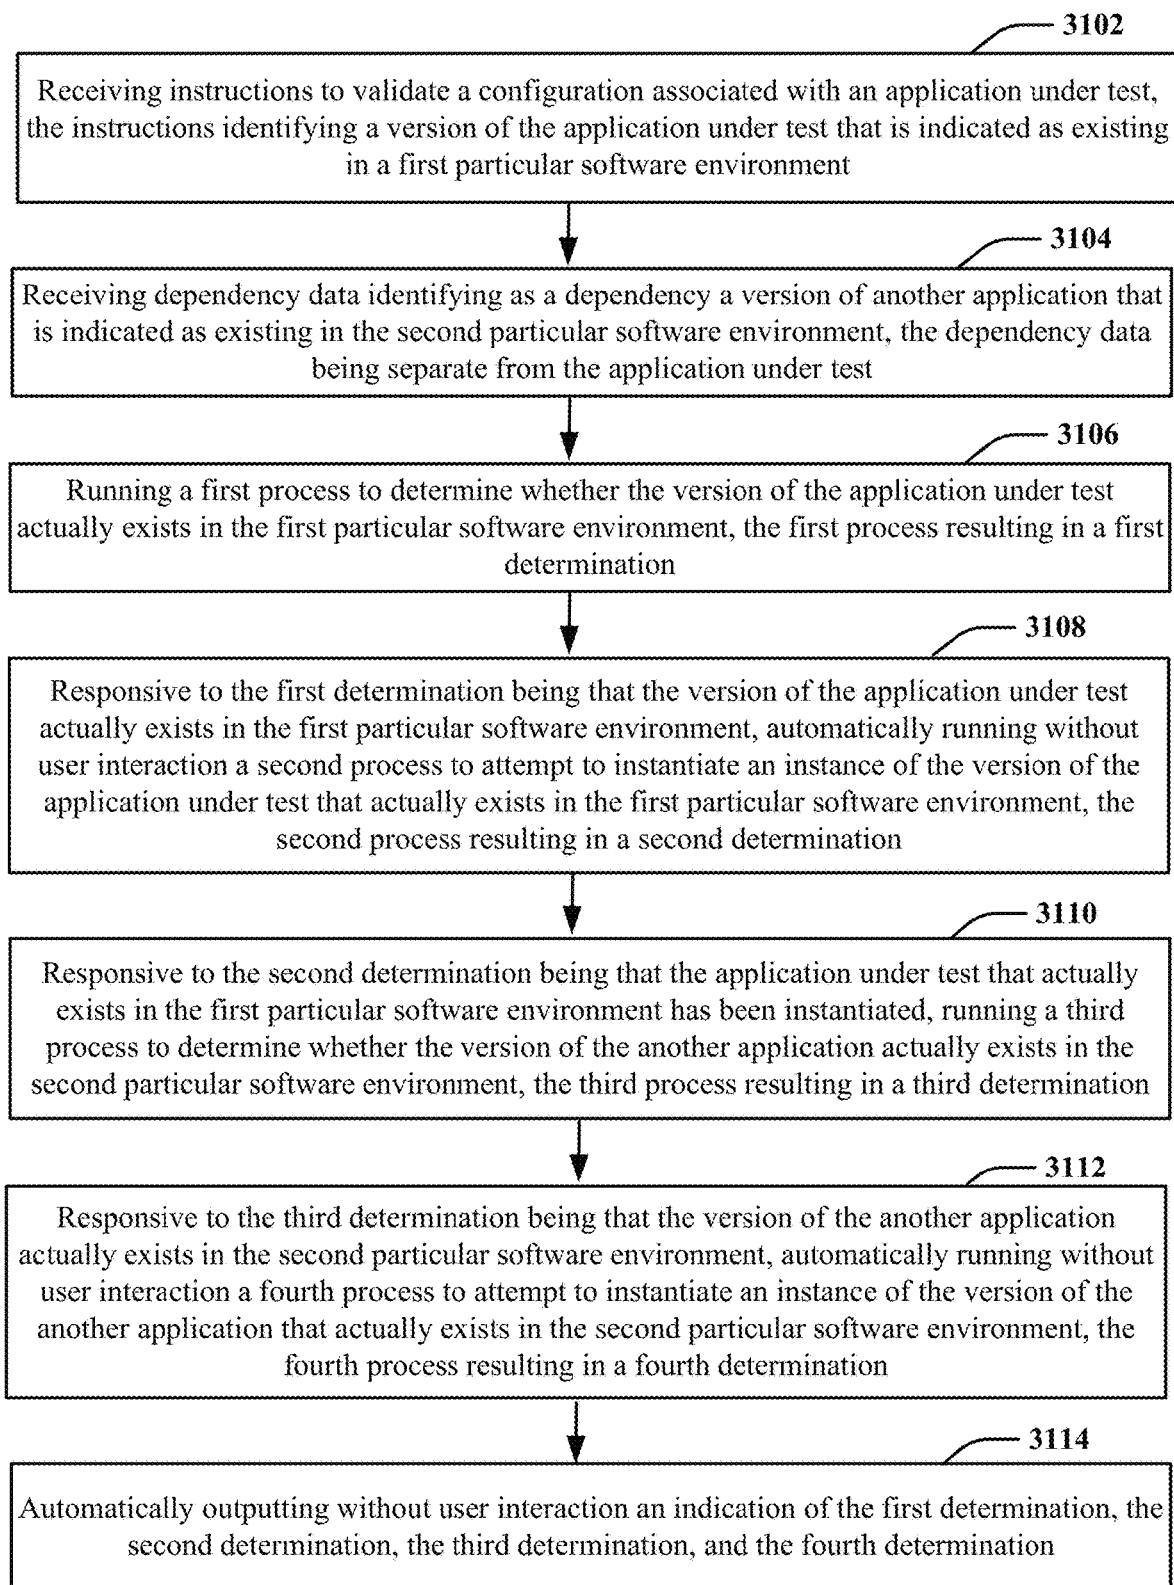 3102
Receiving instructions to validate a configuration associated with an application under test,
the instructions identifying a version of the application under test that is indicated as existing
in a first particular software environment
3104
Receiving dependency data identifying as a dependency a version of another application that
is indicated as existing in the second particular software environment, the dependency data
being separate from the application under test
3106
Running a first process to determine whether the version of the application under test
actually exists in the first particular software environment, the first process resulting in a first
determination
3108
Responsive to the first determination being that the version of the application under test
actually exists in the first particular software environment, automatically running without
user interaction a second process to attempt to instantiate an instance of the version of the
application under test that actually exists in the first particular software environment, the
second process resulting in a second determination
3110
Responsive to the second determination being that the application under test that actually
exists in the first particular software environment has been instantiated, running a third
process to determine whether the version of the another application actually exists in the
second particular software environment, the third process resulting in a third determination
3112
Responsive to the third determination being that the version of the another application
actually exists in the second particular software environment, automatically running without
user interaction a fourth process to attempt to instantiate an instance of the version of the
another application that actually exists in the second particular software environment, the
fourth process resulting in a fourth determination
3114
Automatically outputting without user interaction an indication of the first determination, the
second determination, the third determination, and the fourth determination